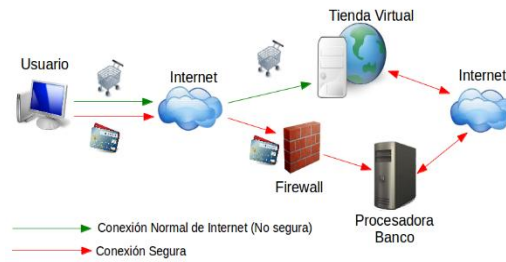 Tienda Virtual
Usuario
Internet
Internet
Firewall
Procesadora
Banco
Conexión Normal de Internet (No segura)
Conexión Segura